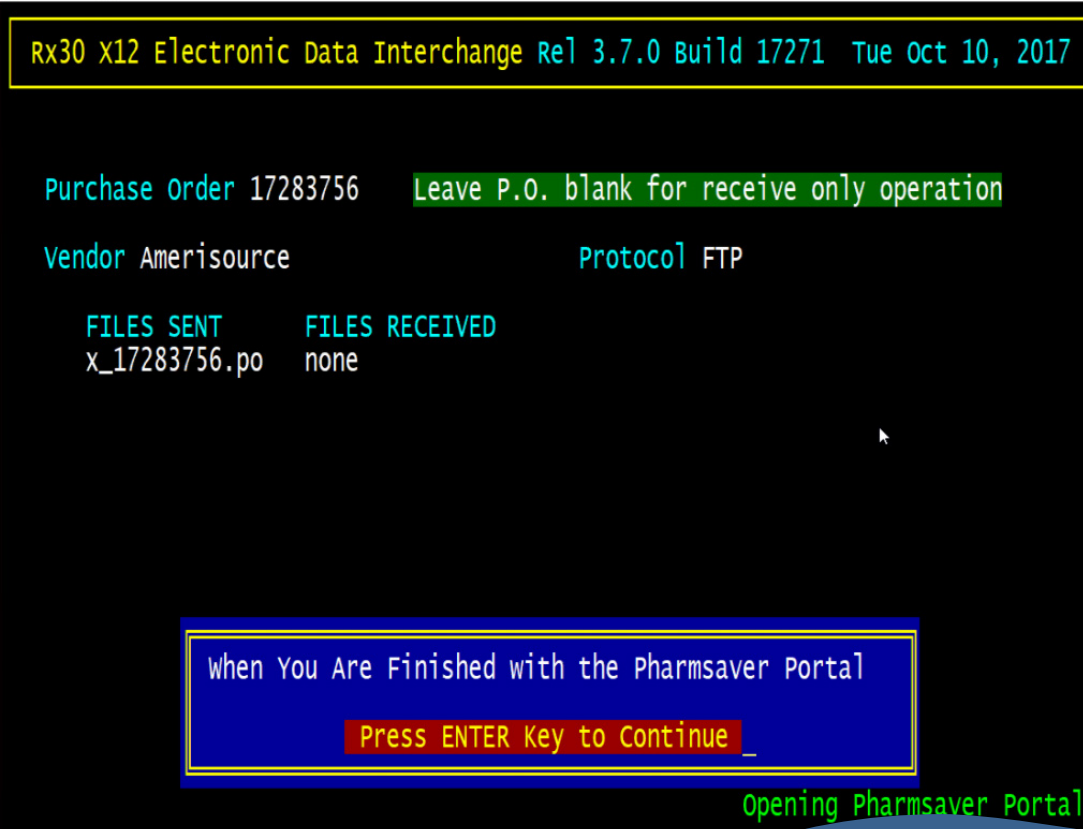 Rx30 X12 Electronic Data Interchange Rel 3.7.0 Build 17271 Tue Oct 10, 2017
Purchase Order 17283756 Leave P.O. blank for receive only operation
Vendor Amerisource Protocol FTP
FILES SENT FILES RECEIVED
x_17283756.po none
When You Are Finished with the Pharmsaver Portal
Press ENTER Key to Continue _
Opening Pharmsaver Portal